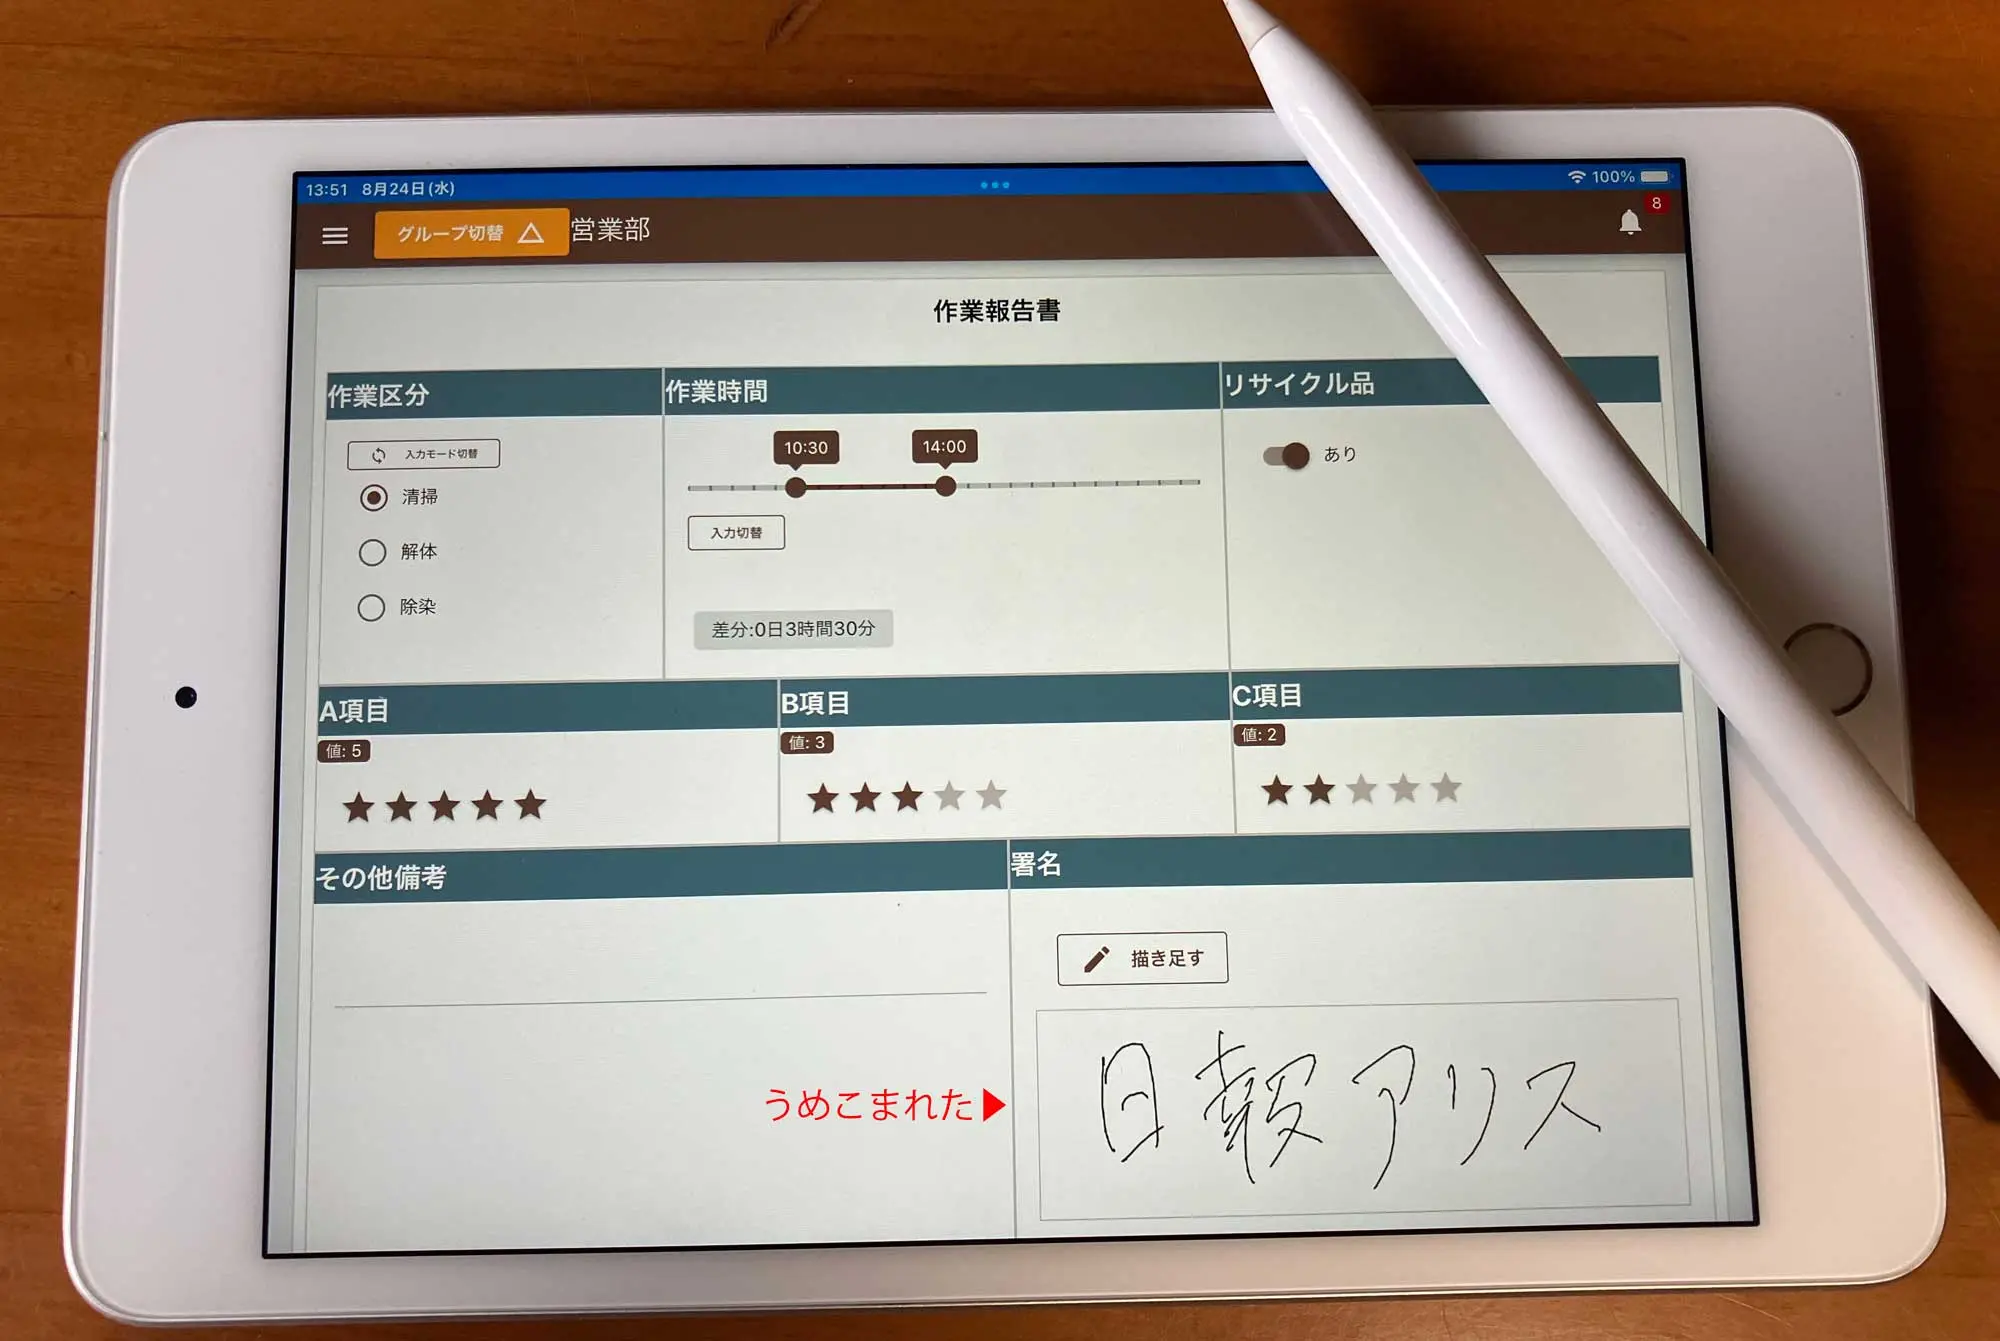 13:51 8月24日(水) 100%
グループ切替 営業部 8
作業報告書
作業区分 作業時間 リサイクル品
入力モード切替 10:30 14:00 あり
清掃
入力切替
解体
除染 差分:0日3時間30分
A項目 B項目 C項目
値: 5 値: 3 値: 2
その他備考 署名
描き足す
うめこまれた
日報アリス